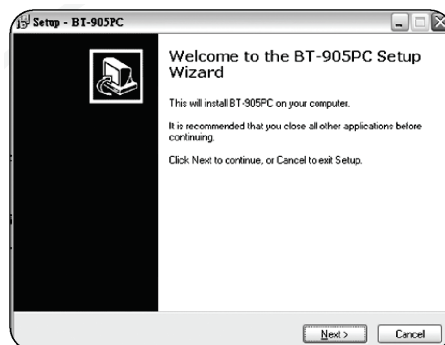 Setup - BT-905PC
Welcome to the BT-905PC Setup
Wizard
This will install BT-905PC on your computer.
It is recommended that you close all other applications before
continuing.
Click Next to continue, or Cancel to exit Setup.
Next >
Cancel